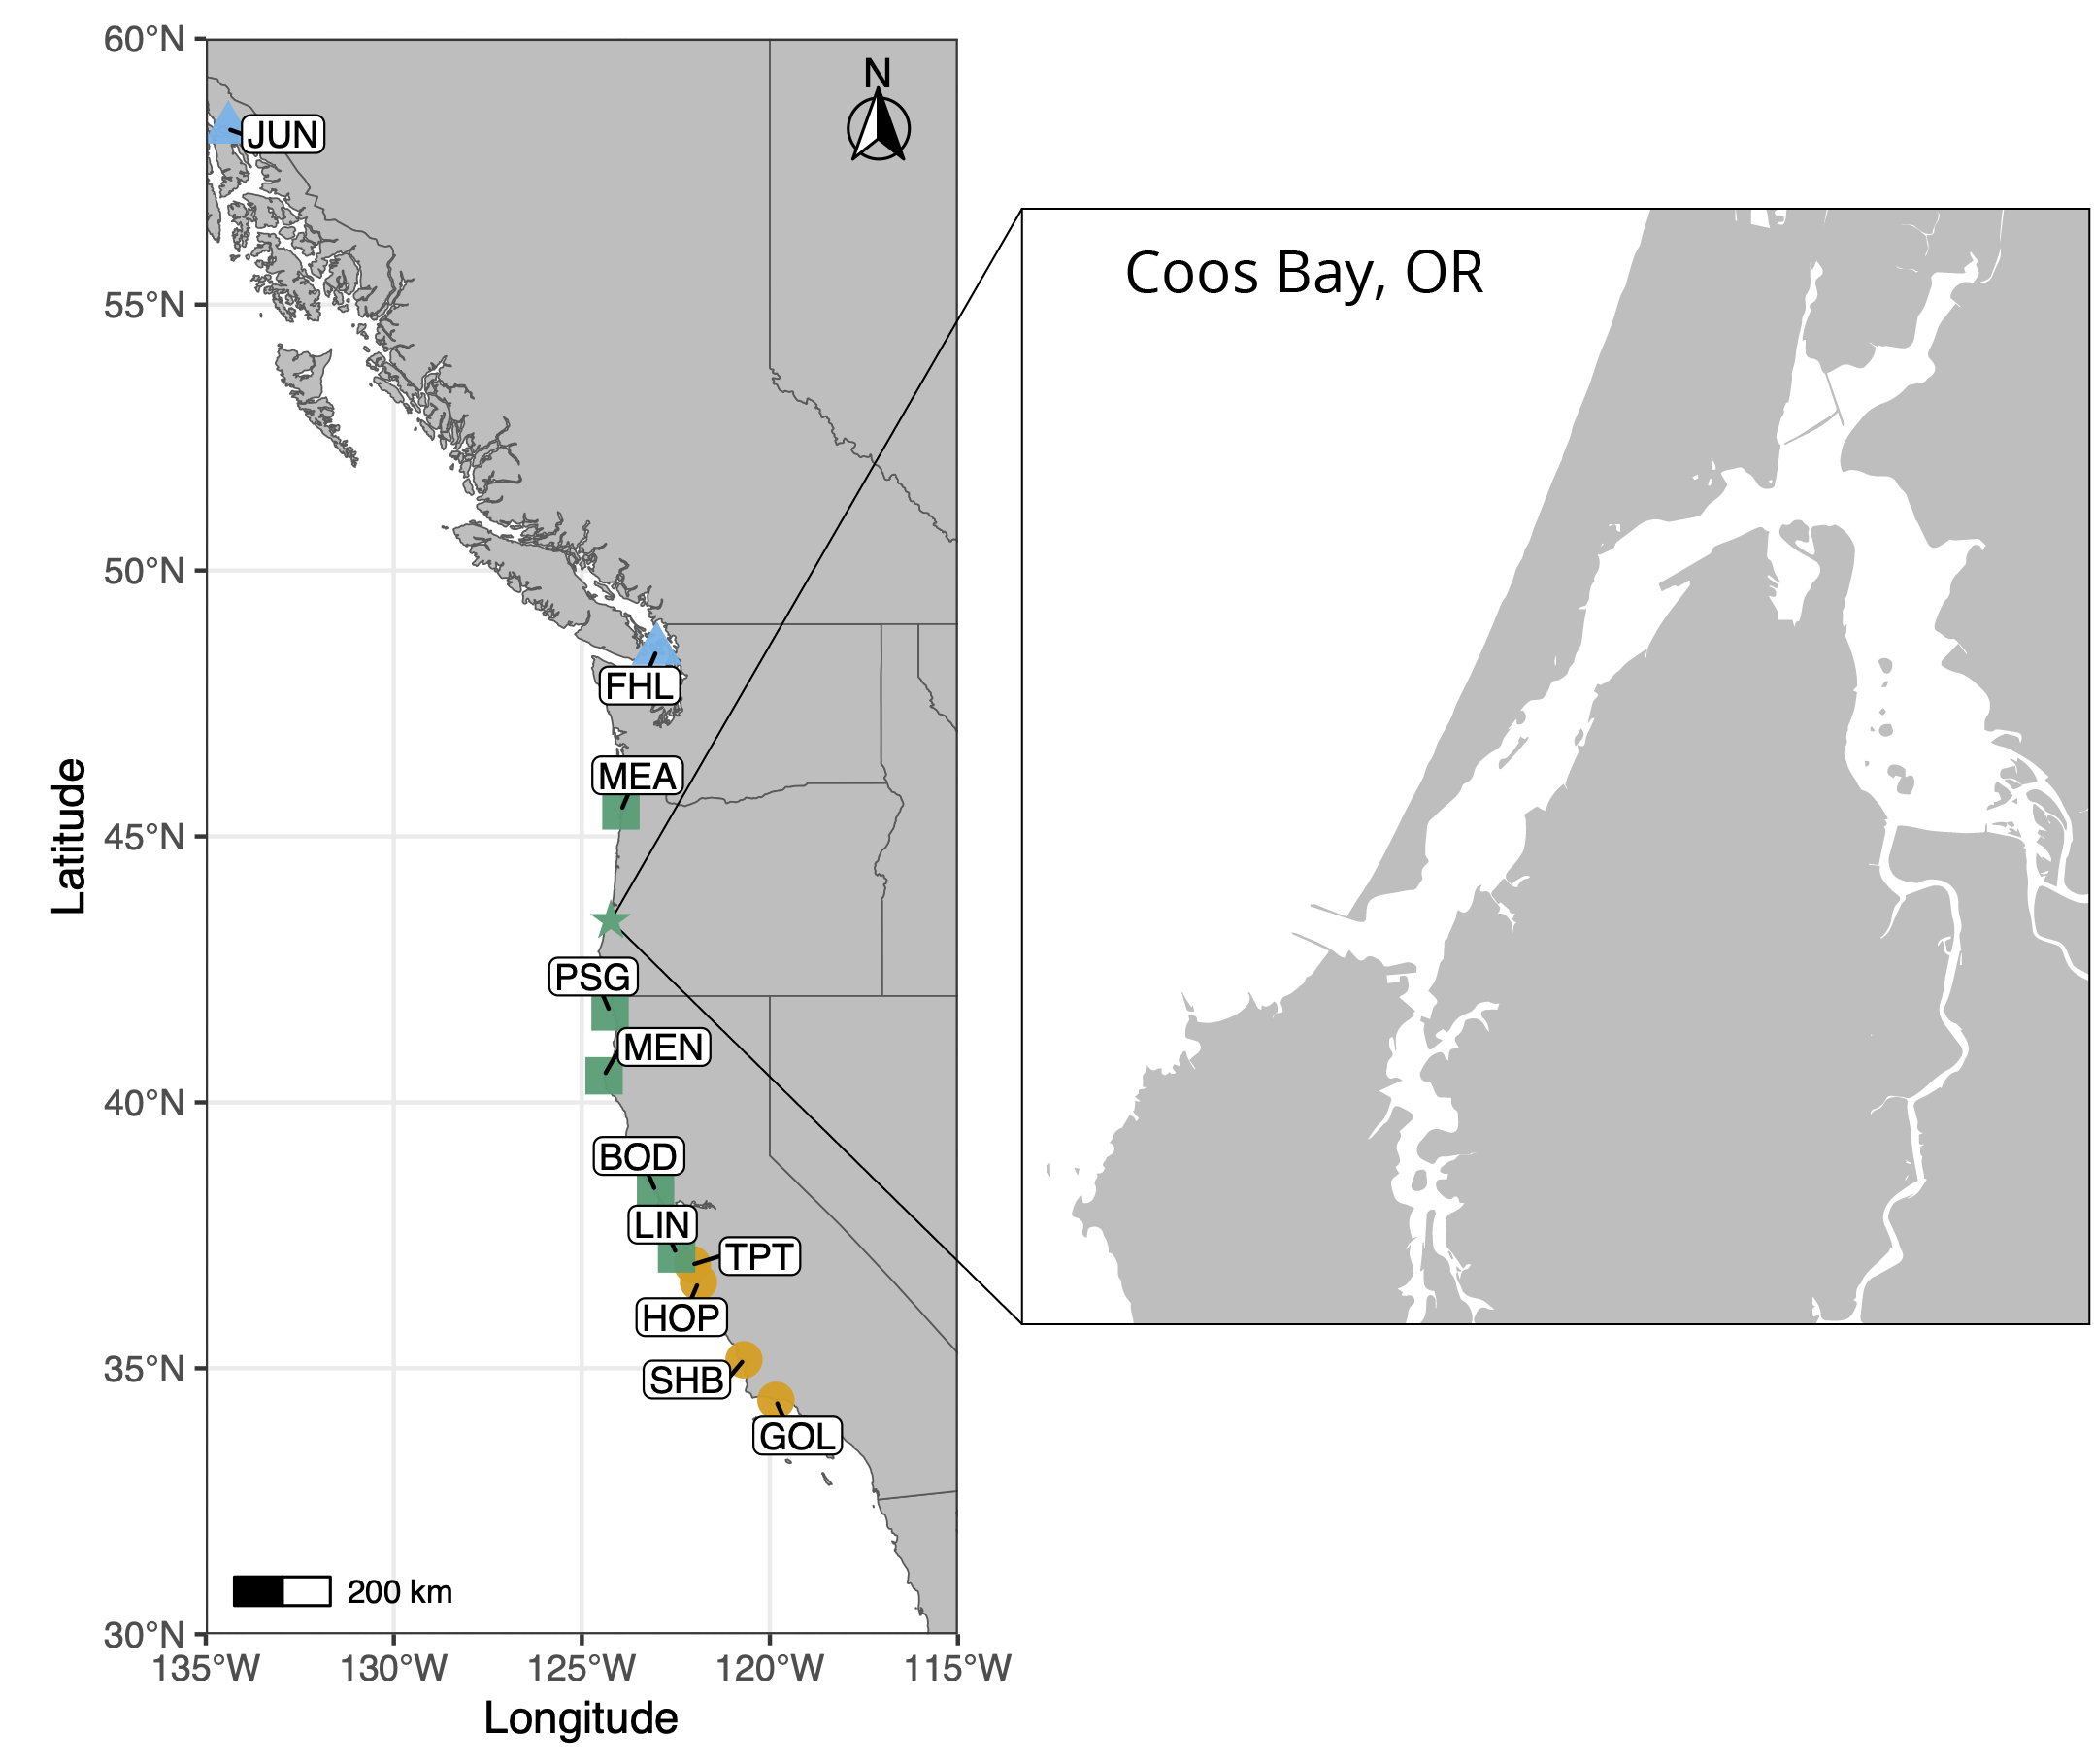 60°N
55°N
50°N
45°N
40°N
35°N
30°N
Latitude
135°W
130°W
125°W
120°W
115°W
Longitude
N
JUN
FHL
MEA
PSG
MEN
BOD
LIN
TPT
HOP
SHB
GOL
200 km
Coos Bay, OR